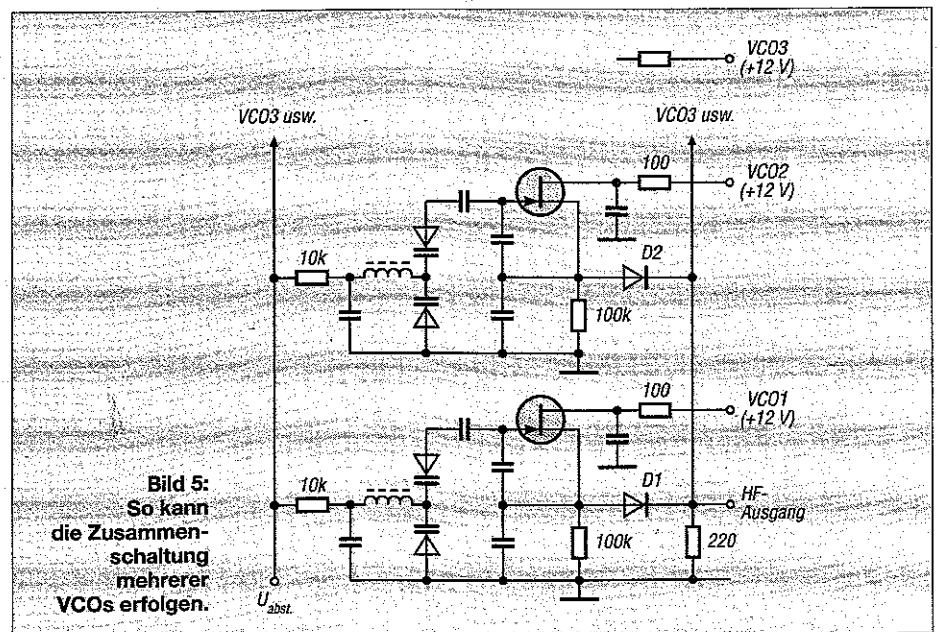 VCO3
(+12 V)
VCO3 usw.
VCO3 usw.
100
VCO2
(+12 V)
10k
D2
100k
100
VCO1
(+12 V)
10k
D1
HF-
Ausgang
100k
220
U abst.
Bild 5:
So kann
die Zusammen-
schaltung
mehrerer
VCOs erfolgen.